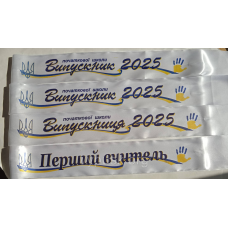 початкової школи
Випускник 2025
початкової школи
Випускник 2025
початкової школи
Випускниця 2025
Перший вчитель